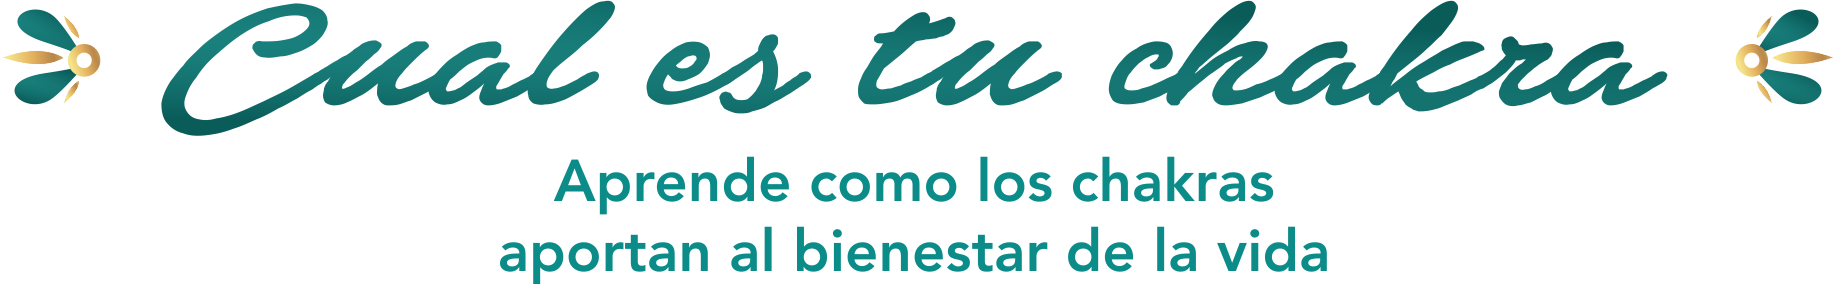 Cual es tu chakra
Aprende como los chakras
aportan al bienestar de la vida